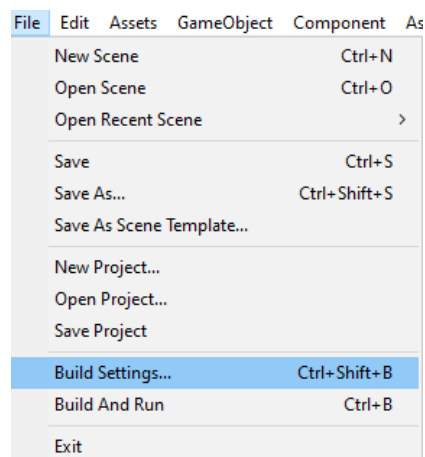 File Edit Assets GameObject Component As
New Scene Ctrl+N
Open Scene Ctrl+O
Open Recent Scene >
Save Ctrl+S
Save As... Ctrl+Shift+S
Save As Scene Template...
New Project...
Open Project...
Save Project
Build Settings... Ctrl+Shift+B
Build And Run Ctrl+B
Exit